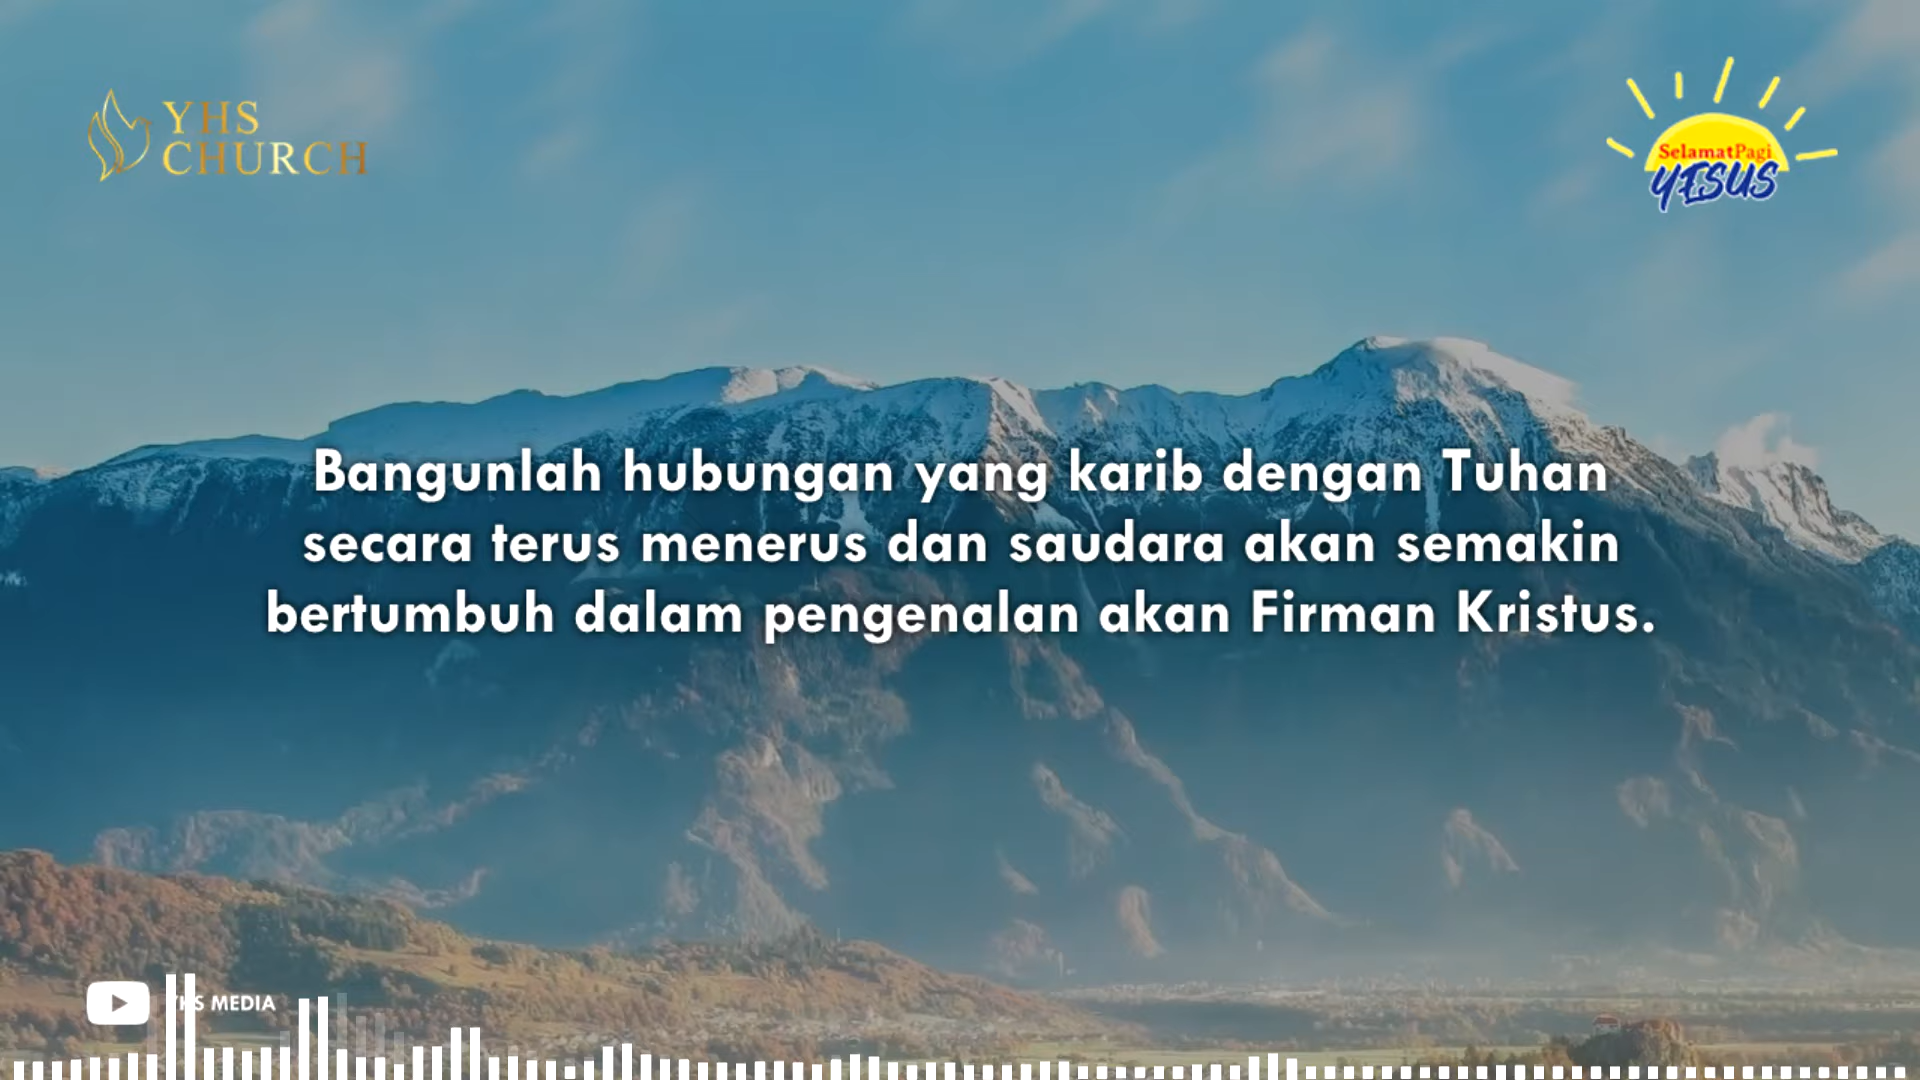 YHS
CHURCH
SelamatPagi
YESUS
Bangunlah hubungan yang karib dengan Tuhan
secara terus menerus dan saudara akan semakin
bertumbuh dalam pengenalan akan Firman Kristus.
YHS MEDIA